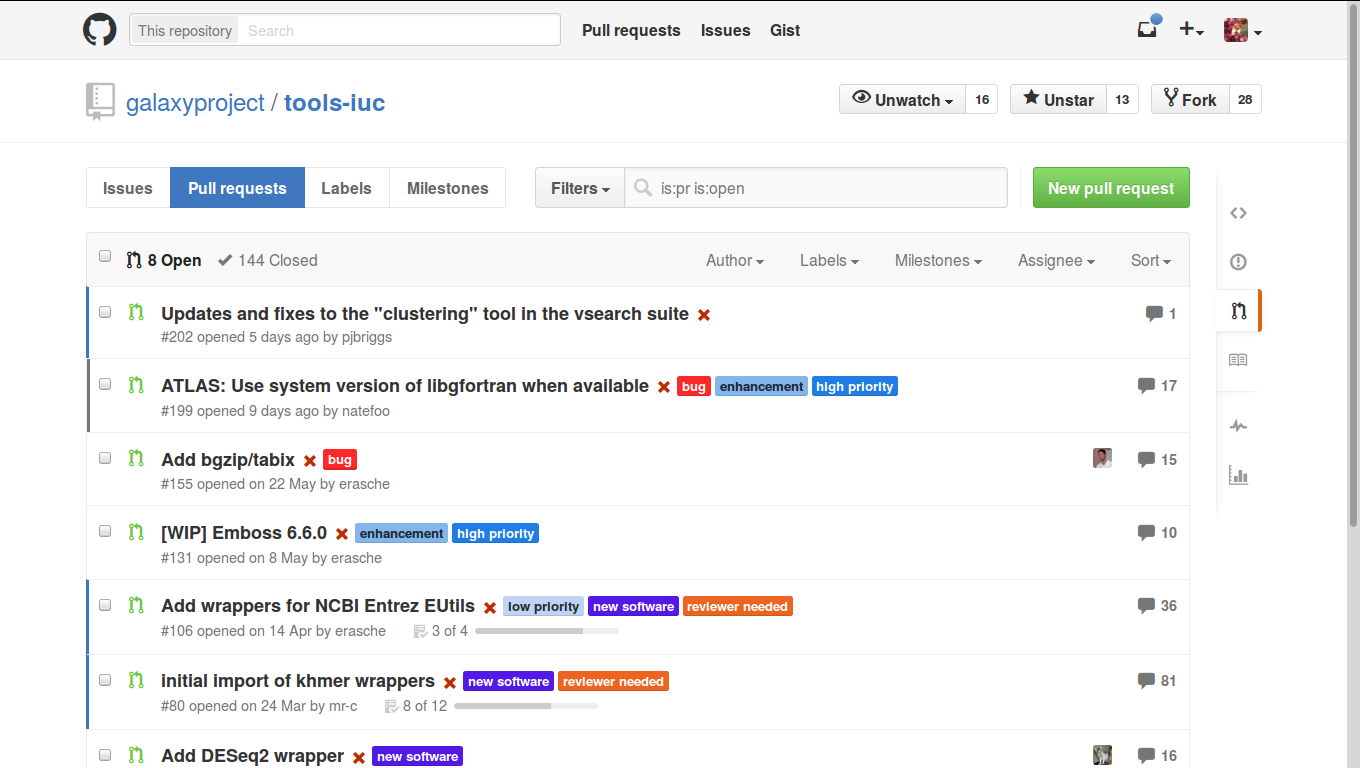 This repository Search Pull requests Issues Gist
galaxyproject / tools-iuc Unwatch 16 Unstar 13 Fork 28
Issues Pull requests Labels Milestones Filters is:pr is:open New pull request
8 Open 144 Closed Author Labels Milestones Assignee Sort
Updates and fixes to the "clustering" tool in the vsearch suite 1
#202 opened 5 days ago by pjbriggs
ATLAS: Use system version of libgfortran when available bug enhancement high priority 17
#199 opened 9 days ago by natefoo
Add bgzip/tabix bug 15
#155 opened on 22 May by erasche
[WIP] Emboss 6.6.0 enhancement high priority 10
#131 opened on 8 May by erasche
Add wrappers for NCBI Entrez EUtils low priority new software reviewer needed 36
#106 opened on 14 Apr by erasche 3 of 4
initial import of khmer wrappers new software reviewer needed 81
#80 opened on 24 Mar by mr-c 8 of 12
Add DESeq2 wrapper new software 16